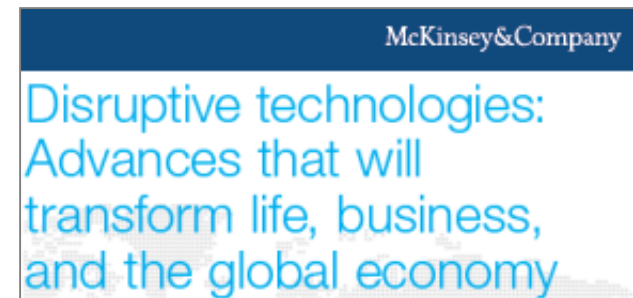 McKinsey&Company
Disruptive technologies:
Advances that will
transform life, business,
and the global economy